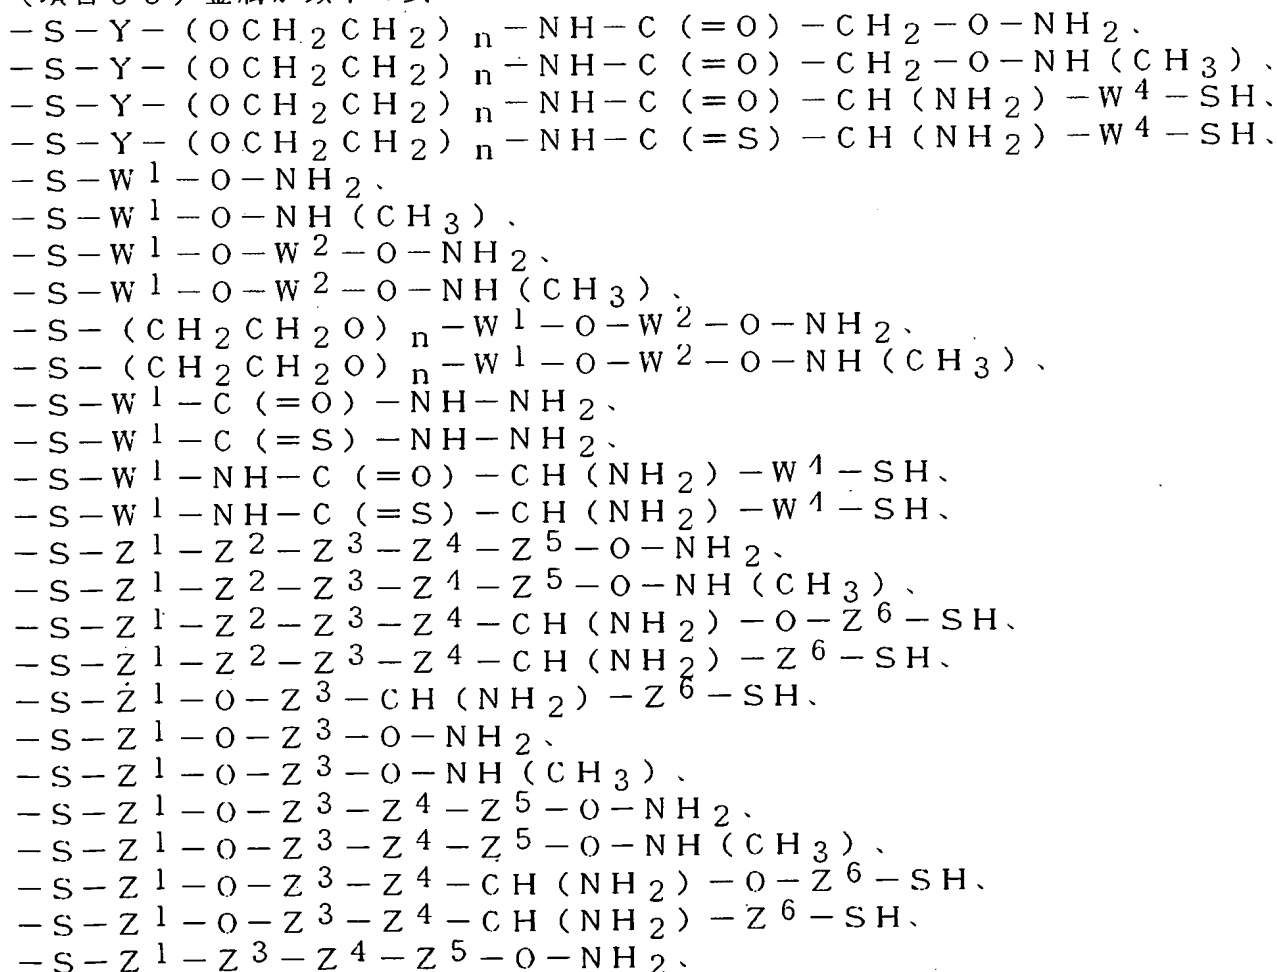 －Ｓ－Ｙ－（ＯＣＨ₂ＣＨ₂）ₙ－ＮＨ－Ｃ（＝Ｏ）－ＣＨ₂－Ｏ－ＮＨ₂、
－Ｓ－Ｙ－（ＯＣＨ₂ＣＨ₂）ₙ－ＮＨ－Ｃ（＝Ｏ）－ＣＨ₂－Ｏ－ＮＨ（ＣＨ₃）、
－Ｓ－Ｙ－（ＯＣＨ₂ＣＨ₂）ₙ－ＮＨ－Ｃ（＝Ｏ）－ＣＨ（ＮＨ₂）－Ｗ⁴－ＳＨ、
－Ｓ－Ｙ－（ＯＣＨ₂ＣＨ₂）ₙ－ＮＨ－Ｃ（＝Ｓ）－ＣＨ（ＮＨ₂）－Ｗ⁴－ＳＨ、
－Ｓ－Ｗ¹－Ｏ－ＮＨ₂、
－Ｓ－Ｗ¹－Ｏ－ＮＨ（ＣＨ₃）、
－Ｓ－Ｗ¹－Ｏ－Ｗ²－Ｏ－ＮＨ₂、
－Ｓ－Ｗ¹－Ｏ－Ｗ²－Ｏ－ＮＨ（ＣＨ₃）、
－Ｓ－（ＣＨ₂ＣＨ₂Ｏ）ₙ－Ｗ¹－Ｏ－Ｗ²－Ｏ－ＮＨ₂、
－Ｓ－（ＣＨ₂ＣＨ₂Ｏ）ₙ－Ｗ¹－Ｏ－Ｗ²－Ｏ－ＮＨ（ＣＨ₃）、
－Ｓ－Ｗ¹－Ｃ（＝Ｏ）－ＮＨ－ＮＨ₂、
－Ｓ－Ｗ¹－Ｃ（＝Ｓ）－ＮＨ－ＮＨ₂、
－Ｓ－Ｗ¹－ＮＨ－Ｃ（＝Ｏ）－ＣＨ（ＮＨ₂）－Ｗ⁴－ＳＨ、
－Ｓ－Ｗ¹－ＮＨ－Ｃ（＝Ｓ）－ＣＨ（ＮＨ₂）－Ｗ⁴－ＳＨ、
－Ｓ－Ｚ¹－Ｚ²－Ｚ³－Ｚ⁴－Ｚ⁵－Ｏ－ＮＨ₂、
－Ｓ－Ｚ¹－Ｚ²－Ｚ³－Ｚ⁴－Ｚ⁵－Ｏ－ＮＨ（ＣＨ₃）、
－Ｓ－Ｚ¹－Ｚ²－Ｚ³－Ｚ⁴－ＣＨ（ＮＨ₂）－Ｏ－Ｚ⁶－ＳＨ、
－Ｓ－Ｚ¹－Ｚ²－Ｚ³－Ｚ⁴－ＣＨ（ＮＨ₂）－Ｚ⁶－ＳＨ、
－Ｓ－Ｚ¹－Ｏ－Ｚ³－ＣＨ（ＮＨ₂）－Ｚ⁶－ＳＨ、
－Ｓ－Ｚ¹－Ｏ－Ｚ³－Ｏ－ＮＨ₂、
－Ｓ－Ｚ¹－Ｏ－Ｚ³－Ｏ－ＮＨ（ＣＨ₃）、
－Ｓ－Ｚ¹－Ｏ－Ｚ³－Ｚ⁴－Ｚ⁵－Ｏ－ＮＨ₂、
－Ｓ－Ｚ¹－Ｏ－Ｚ³－Ｚ⁴－Ｚ⁵－Ｏ－ＮＨ（ＣＨ₃）、
－Ｓ－Ｚ¹－Ｏ－Ｚ³－Ｚ⁴－ＣＨ（ＮＨ₂）－Ｏ－Ｚ⁶－ＳＨ、
－Ｓ－Ｚ¹－Ｏ－Ｚ³－Ｚ⁴－ＣＨ（ＮＨ₂）－Ｚ⁶－ＳＨ、
－Ｓ－Ｚ¹－Ｚ³－Ｚ⁴－Ｚ⁵－Ｏ－ＮＨ₂、